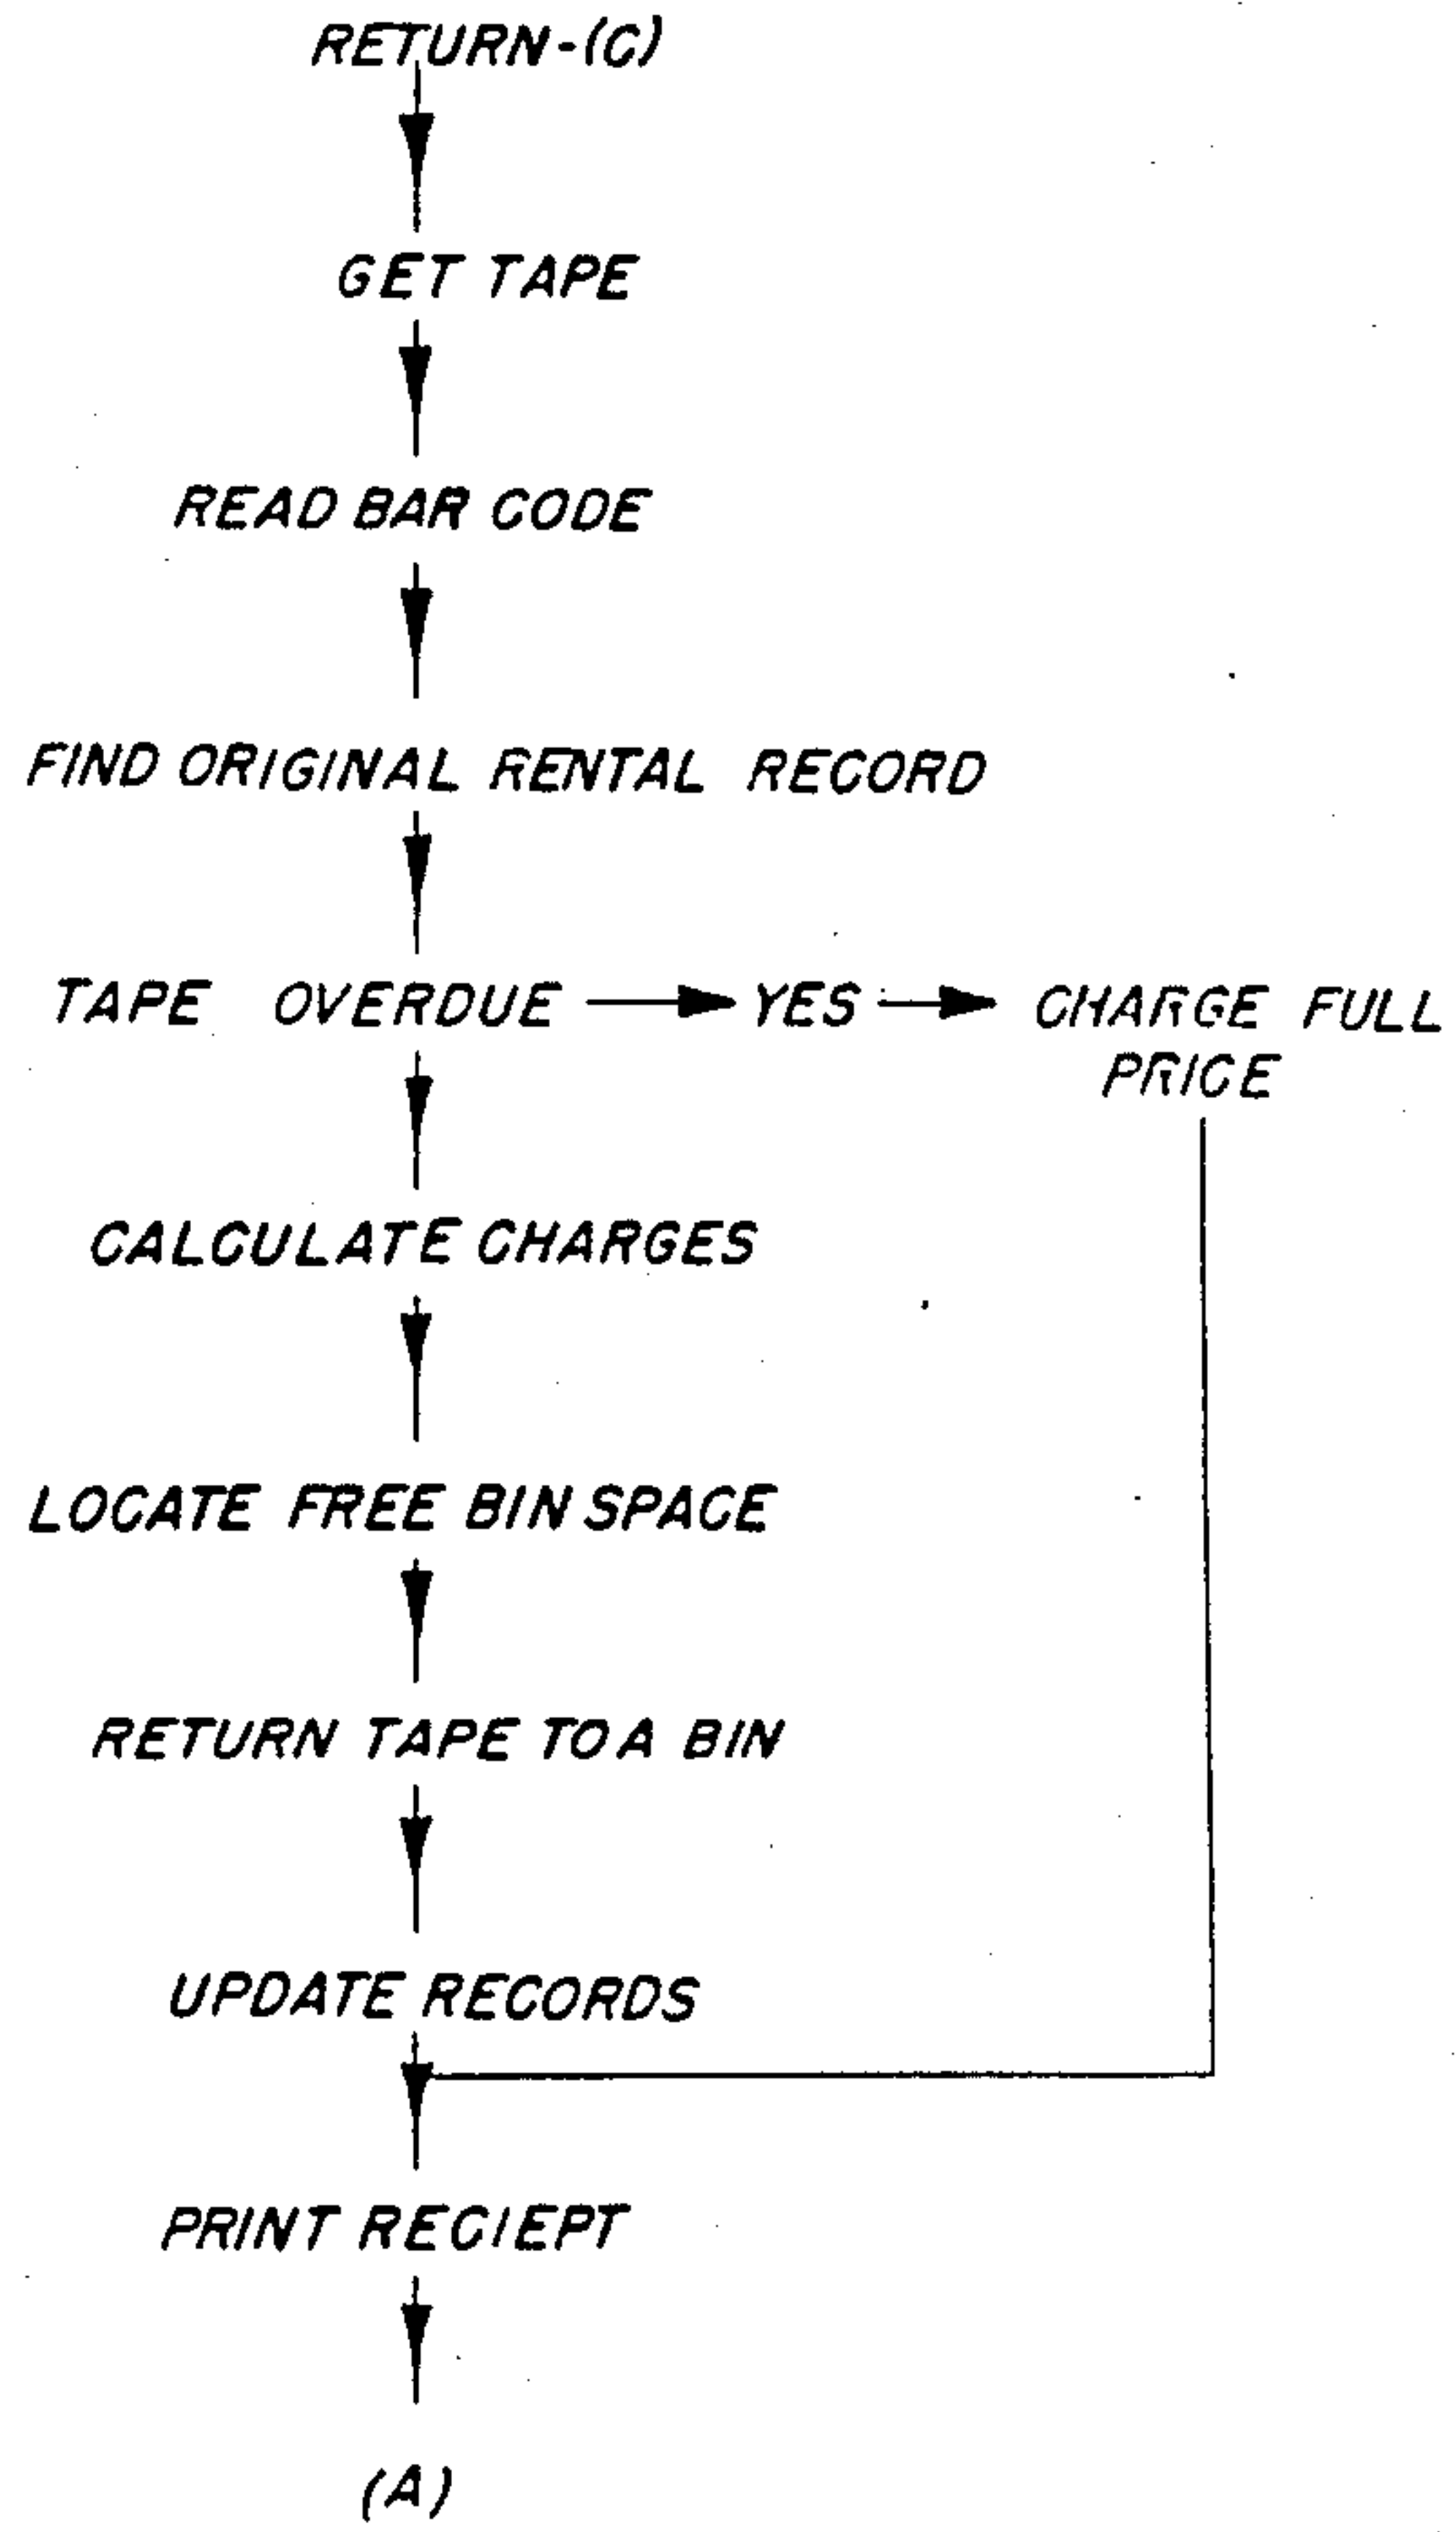 RETURN-(C)
GET TAPE
READ BAR CODE
FIND ORIGINAL RENTAL RECORD
TAPE OVERDUE YES CHARGE FULL
PRICE
CALCULATE CHARGES
LOCATE FREE BIN SPACE
RETURN TAPE TO A BIN
UPDATE RECORDS
PRINT RECIEPT
(A)